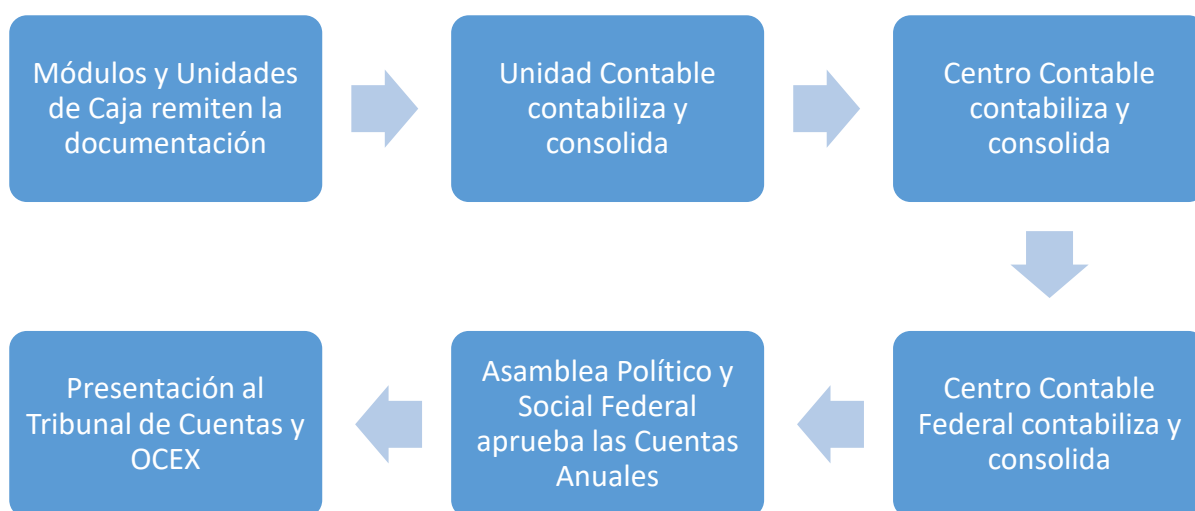 Módulos y Unidades
de Caja remiten la
documentación
Unidad Contable
contabiliza y
consolida
Centro Contable
contabiliza y
consolida
Centro Contable
Federal contabiliza y
consolida
Asamblea Político y
Social Federal
aprueba las Cuentas
Anuales
Presentación al
Tribunal de Cuentas y
OCEX